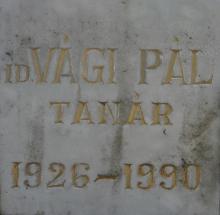 ID. VÁGI PÁL
TANÁR
1926-1990